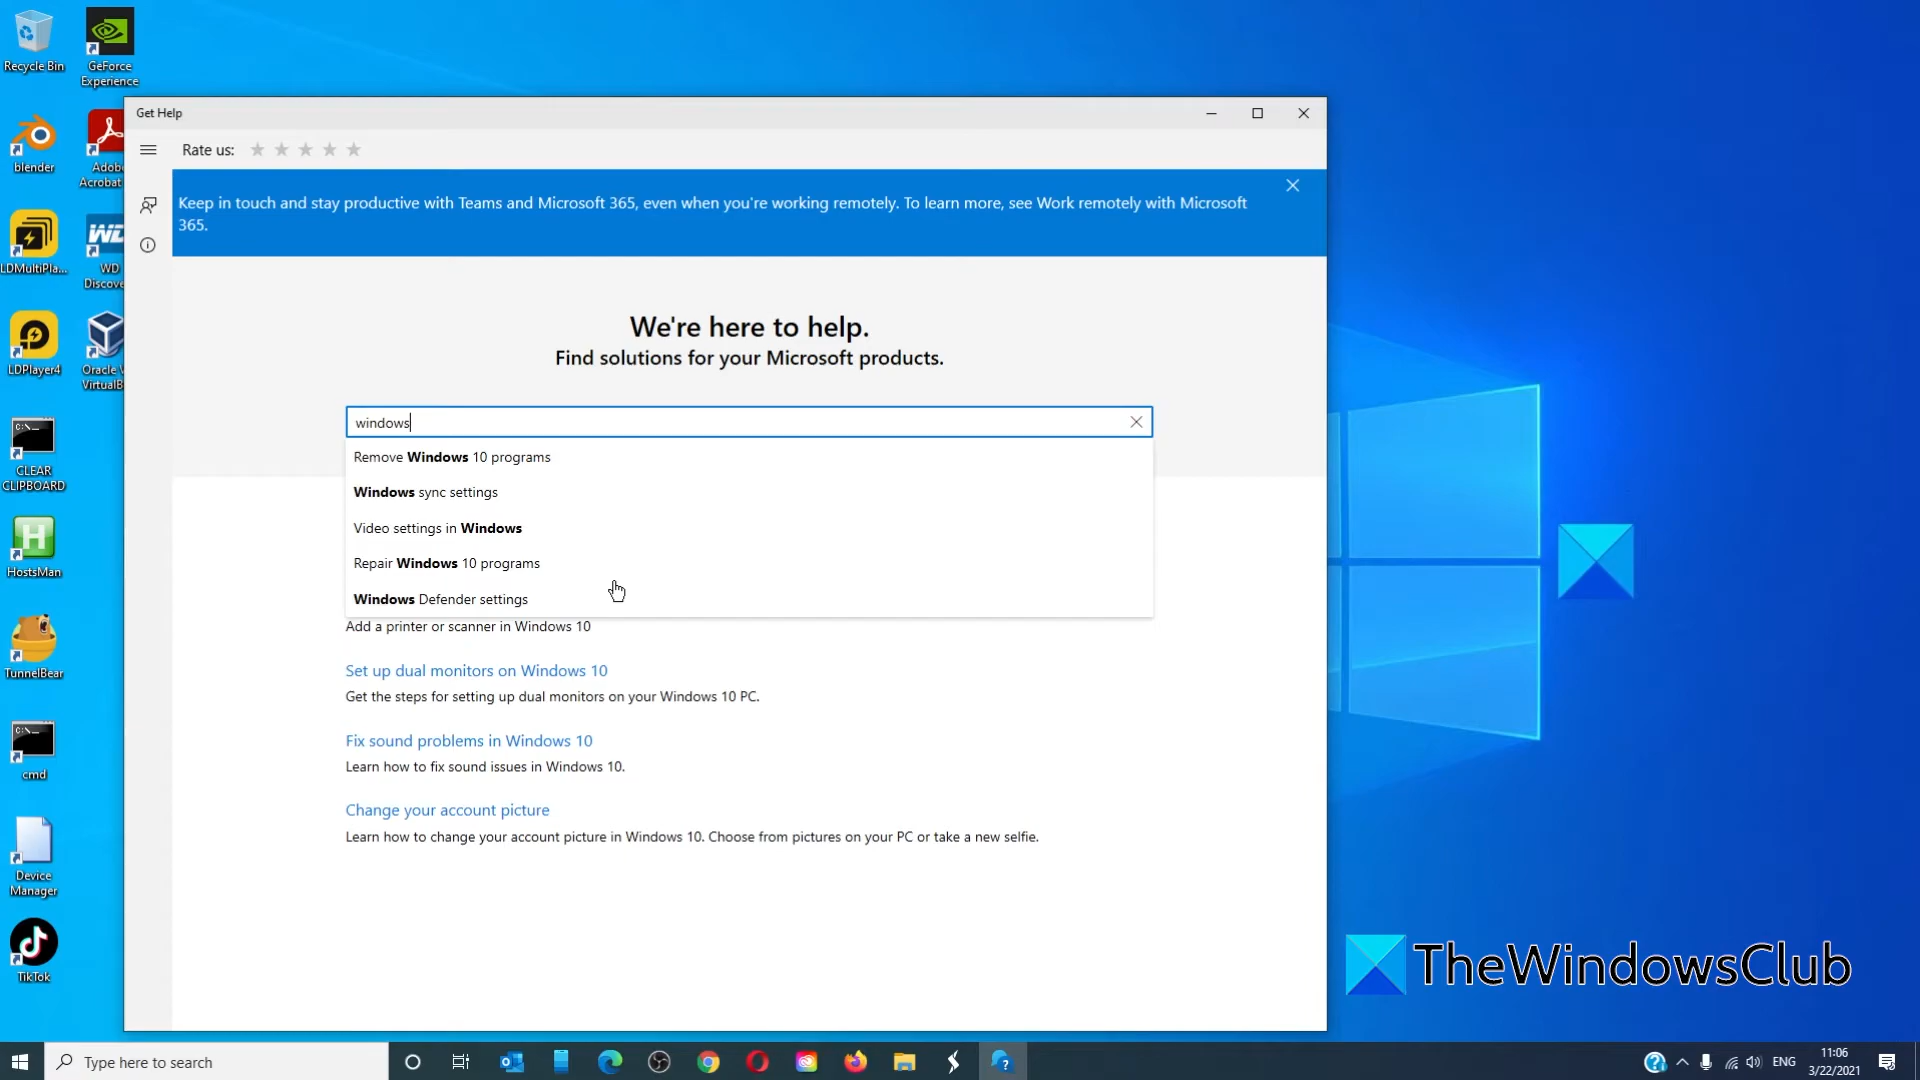 Recycle Bin
GeForce
Experience
blender
Adobe
Acrobat
LDMultiPla...
WD
WD
Discove
LDPlayer4
Oracle V
VirtualB
CLEAR
CLIPBOARD
H
HostsMan
TunnelBear
cmd
Device
Manager
TikTok
Get Help
Rate us:
Keep in touch and stay productive with Teams and Microsoft 365, even when you're working remotely. To learn more, see Work remotely with Microsoft
365.
We're here to help.
Find solutions for your Microsoft products.
windows
Remove Windows 10 programs
Windows sync settings
Video settings in Windows
Repair Windows 10 programs
Windows Defender settings
Add a printer or scanner in Windows 10
Set up dual monitors on Windows 10
Get the steps for setting up dual monitors on your Windows 10 PC.
Fix sound problems in Windows 10
Learn how to fix sound issues in Windows 10.
Change your account picture
Learn how to change your account picture in Windows 10. Choose from pictures on your PC or take a new selfie.
TheWindowsClub
Type here to search
ENG
11:06
3/22/2021